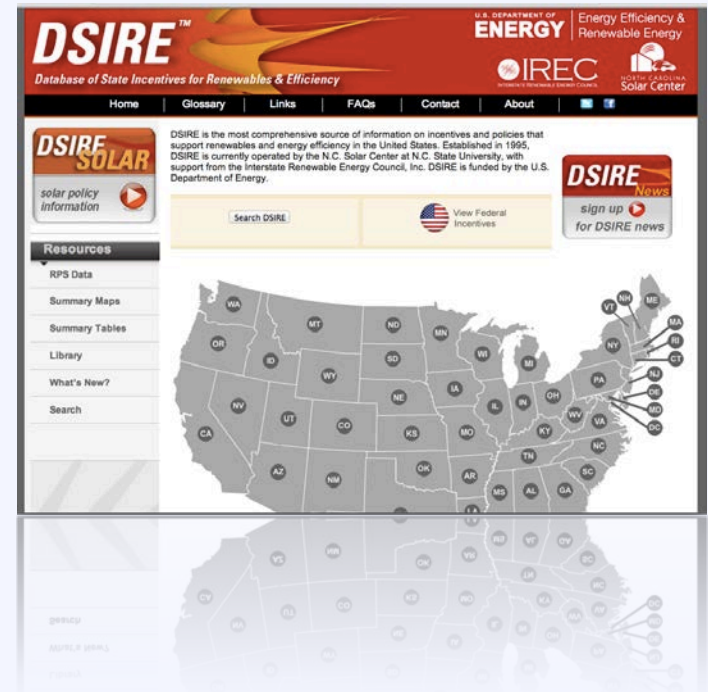 DSIRE™
Database of State Incentives for Renewables & Efficiency
U.S. DEPARTMENT OF
ENERGY
Energy Efficiency &
Renewable Energy
IREC
INTERSTATE RENEWABLE ENERGY COUNCIL
NORTH CAROLINA
Solar Center
Home Glossary Links FAQs Contact About
DSIRE
SOLAR
solar policy
information
DSIRE is the most comprehensive source of information on incentives and policies that
support renewables and energy efficiency in the United States. Established in 1995,
DSIRE is currently operated by the N.C. Solar Center at N.C. State University, with
support from the Interstate Renewable Energy Council, Inc. DSIRE is funded by the U.S.
Department of Energy.
Search DSIRE
View Federal
Incentives
DSIRE
News
sign up
for DSIRE news
Resources
RPS Data
Summary Maps
Summary Tables
Library
What's New?
Search
WA
MT
ND
MN
OR
ID
WY
SD
WI
MI
NY
VT
NH
ME
MA
RI
CT
NJ
DE
MD
DC
NV
UT
CO
NE
IA
IL
IN
OH
PA
WV
VA
CA
KS
MO
KY
NC
AZ
NM
OK
AR
TN
SC
MS
AL
GA
LA